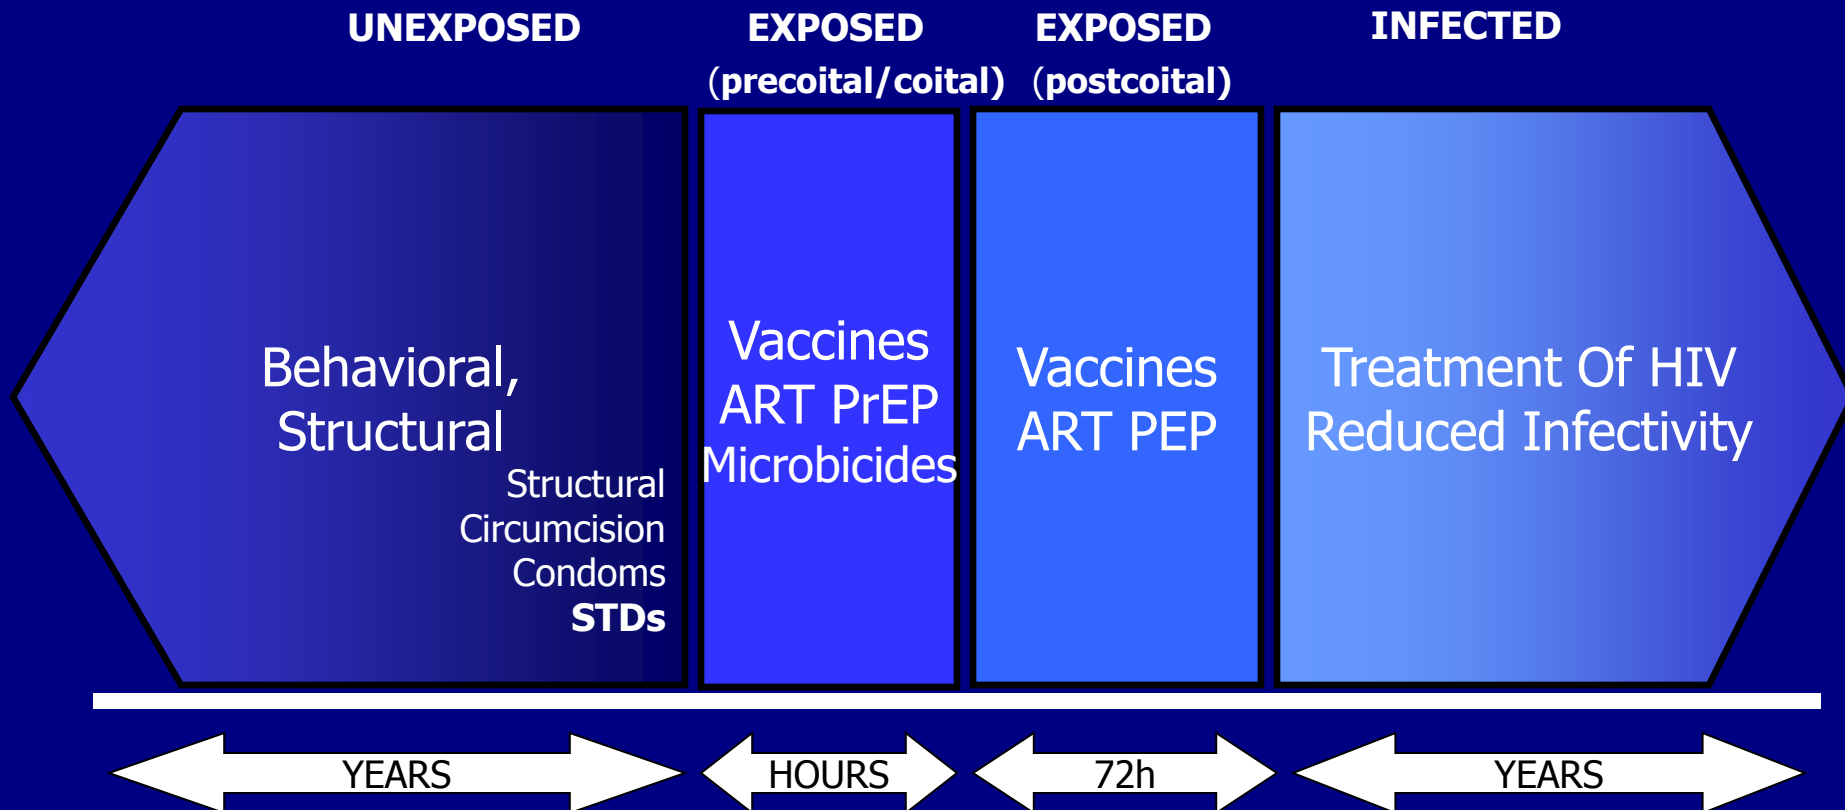 UNEXPOSED
EXPOSED
(precoital/coital)
EXPOSED
(postcoital)
INFECTED
Behavioral,
Structural
Structural
Circumcision
Condoms
STDs
Vaccines
ART PrEP
Microbicides
Vaccines
ART PEP
Treatment Of HIV
Reduced Infectivity
YEARS
HOURS
72h
YEARS